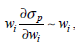 w_i ∂σ_p/∂w_i ~ w_i ,